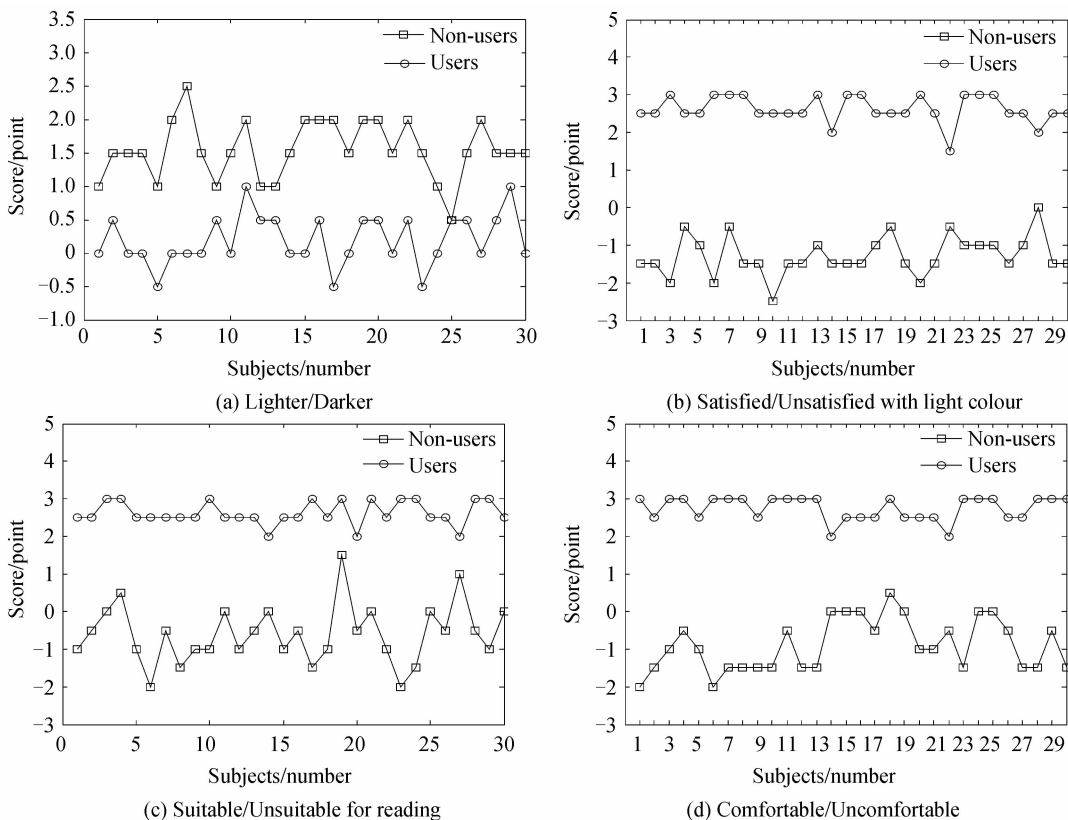 3.5
3.0
2.5
2.0
1.5
1.0
0.5
0
−0.5
−1.0
Score/point
Non-users
Users
0 5 10 15 20 25 30
Subjects/number
(a) Lighter/Darker
5
4
3
2
1
0
−1
−2
−3
Score/point
Non-users
Users
1 3 5 7 9 11 13 15 17 19 21 23 25 27 29
Subjects/number
(b) Satisfied/Unsatisfied with light colour
5
4
3
2
1
0
−1
−2
−3
Score/point
Non-users
Users
0 5 10 15 20 25 30
Subjects/number
(c) Suitable/Unsuitable for reading
5
4
3
2
1
0
−1
−2
−3
Score/point
Non-users
Users
1 3 5 7 9 11 13 15 17 19 21 23 25 27 29
Subjects/number
(d) Comfortable/Uncomfortable